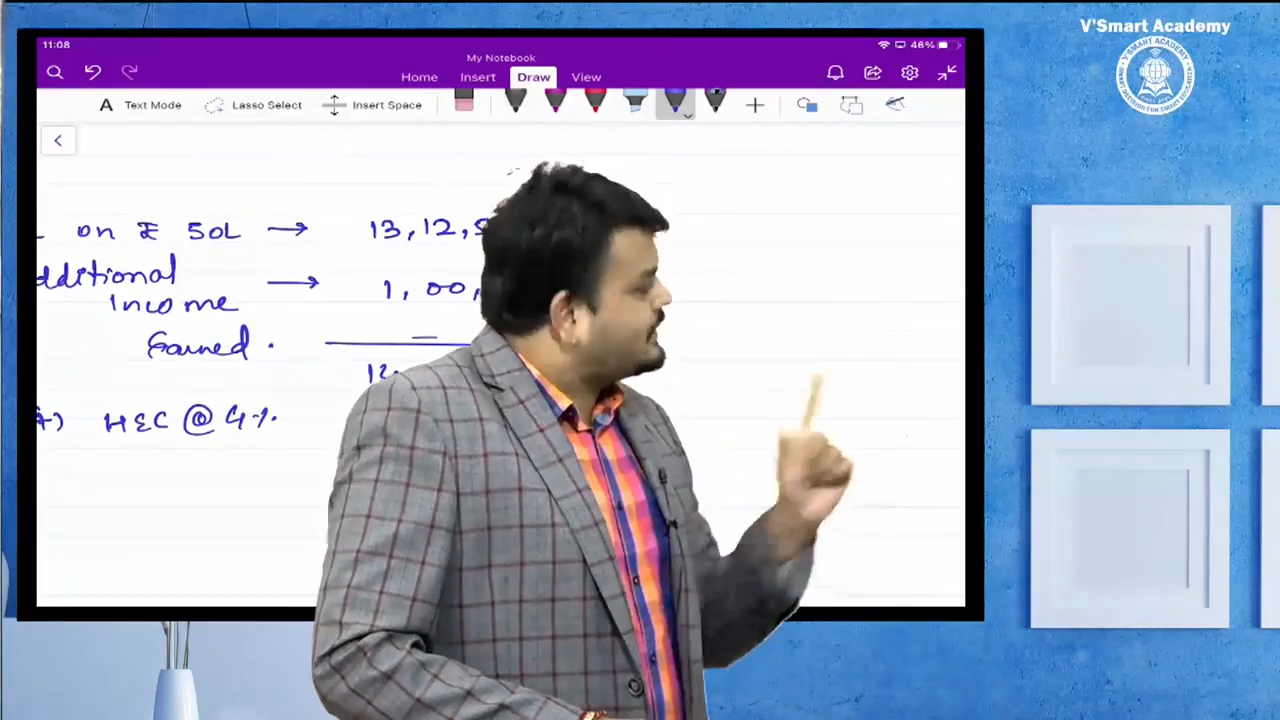 V'Smart Academy
11:08
46%
My Notebook
Home Insert Draw View
Text Mode Lasso Select Insert Space
on ₹ 50L → 13,12,5
dditional → 1,00,
Income
Earned.
12
H&C @ 4%